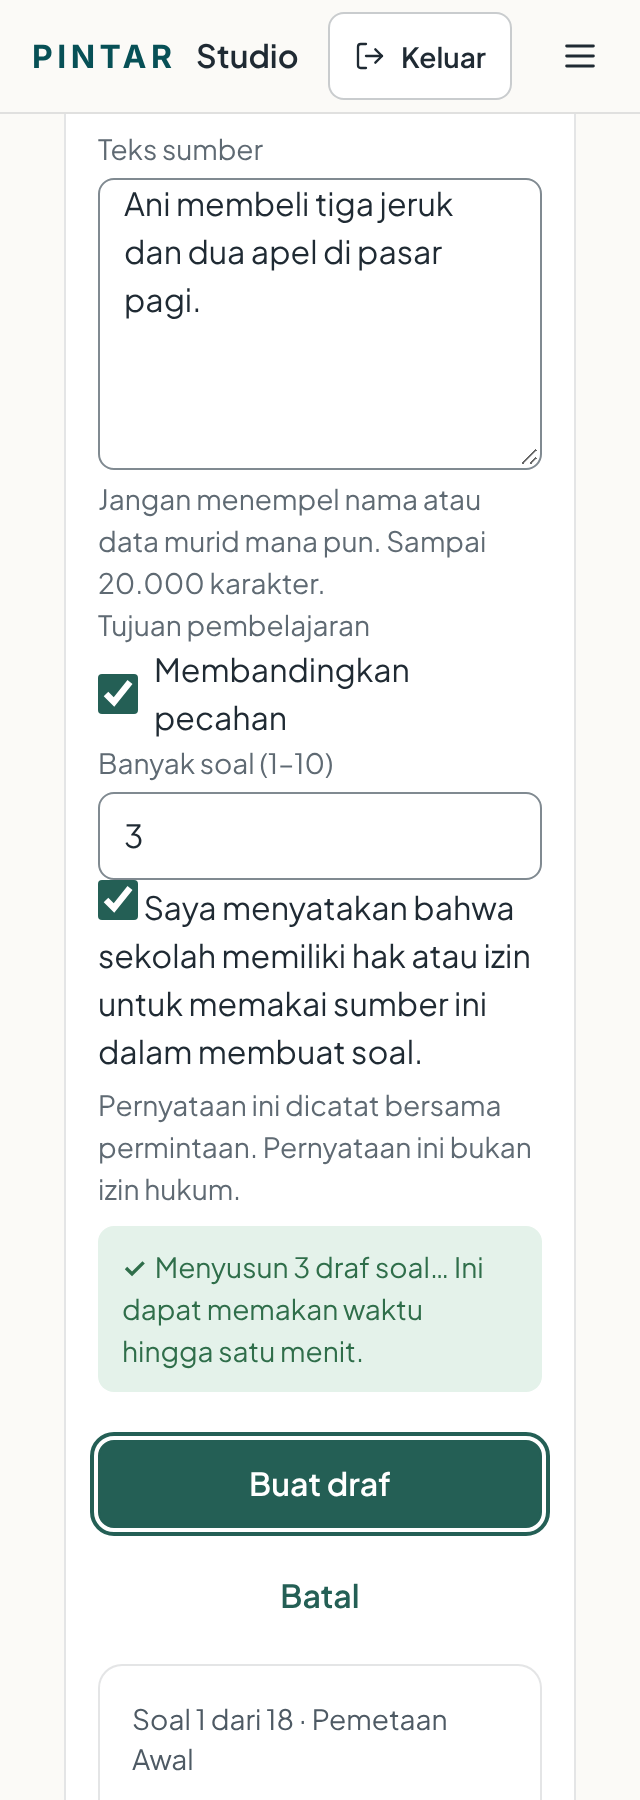 PINTAR Studio Keluar
Teks sumber
Ani membeli tiga jeruk
dan dua apel di pasar
pagi.
Jangan menempel nama atau
data murid mana pun. Sampai
20.000 karakter.
Tujuan pembelajaran
Membandingkan
pecahan
Banyak soal (1–10)
3
Saya menyatakan bahwa
sekolah memiliki hak atau izin
untuk memakai sumber ini
dalam membuat soal.
Pernyataan ini dicatat bersama
permintaan. Pernyataan ini bukan
izin hukum.
✓ Menyusun 3 draf soal… Ini
dapat memakan waktu
hingga satu menit.
Buat draf
Batal
Soal 1 dari 18 · Pemetaan
Awal